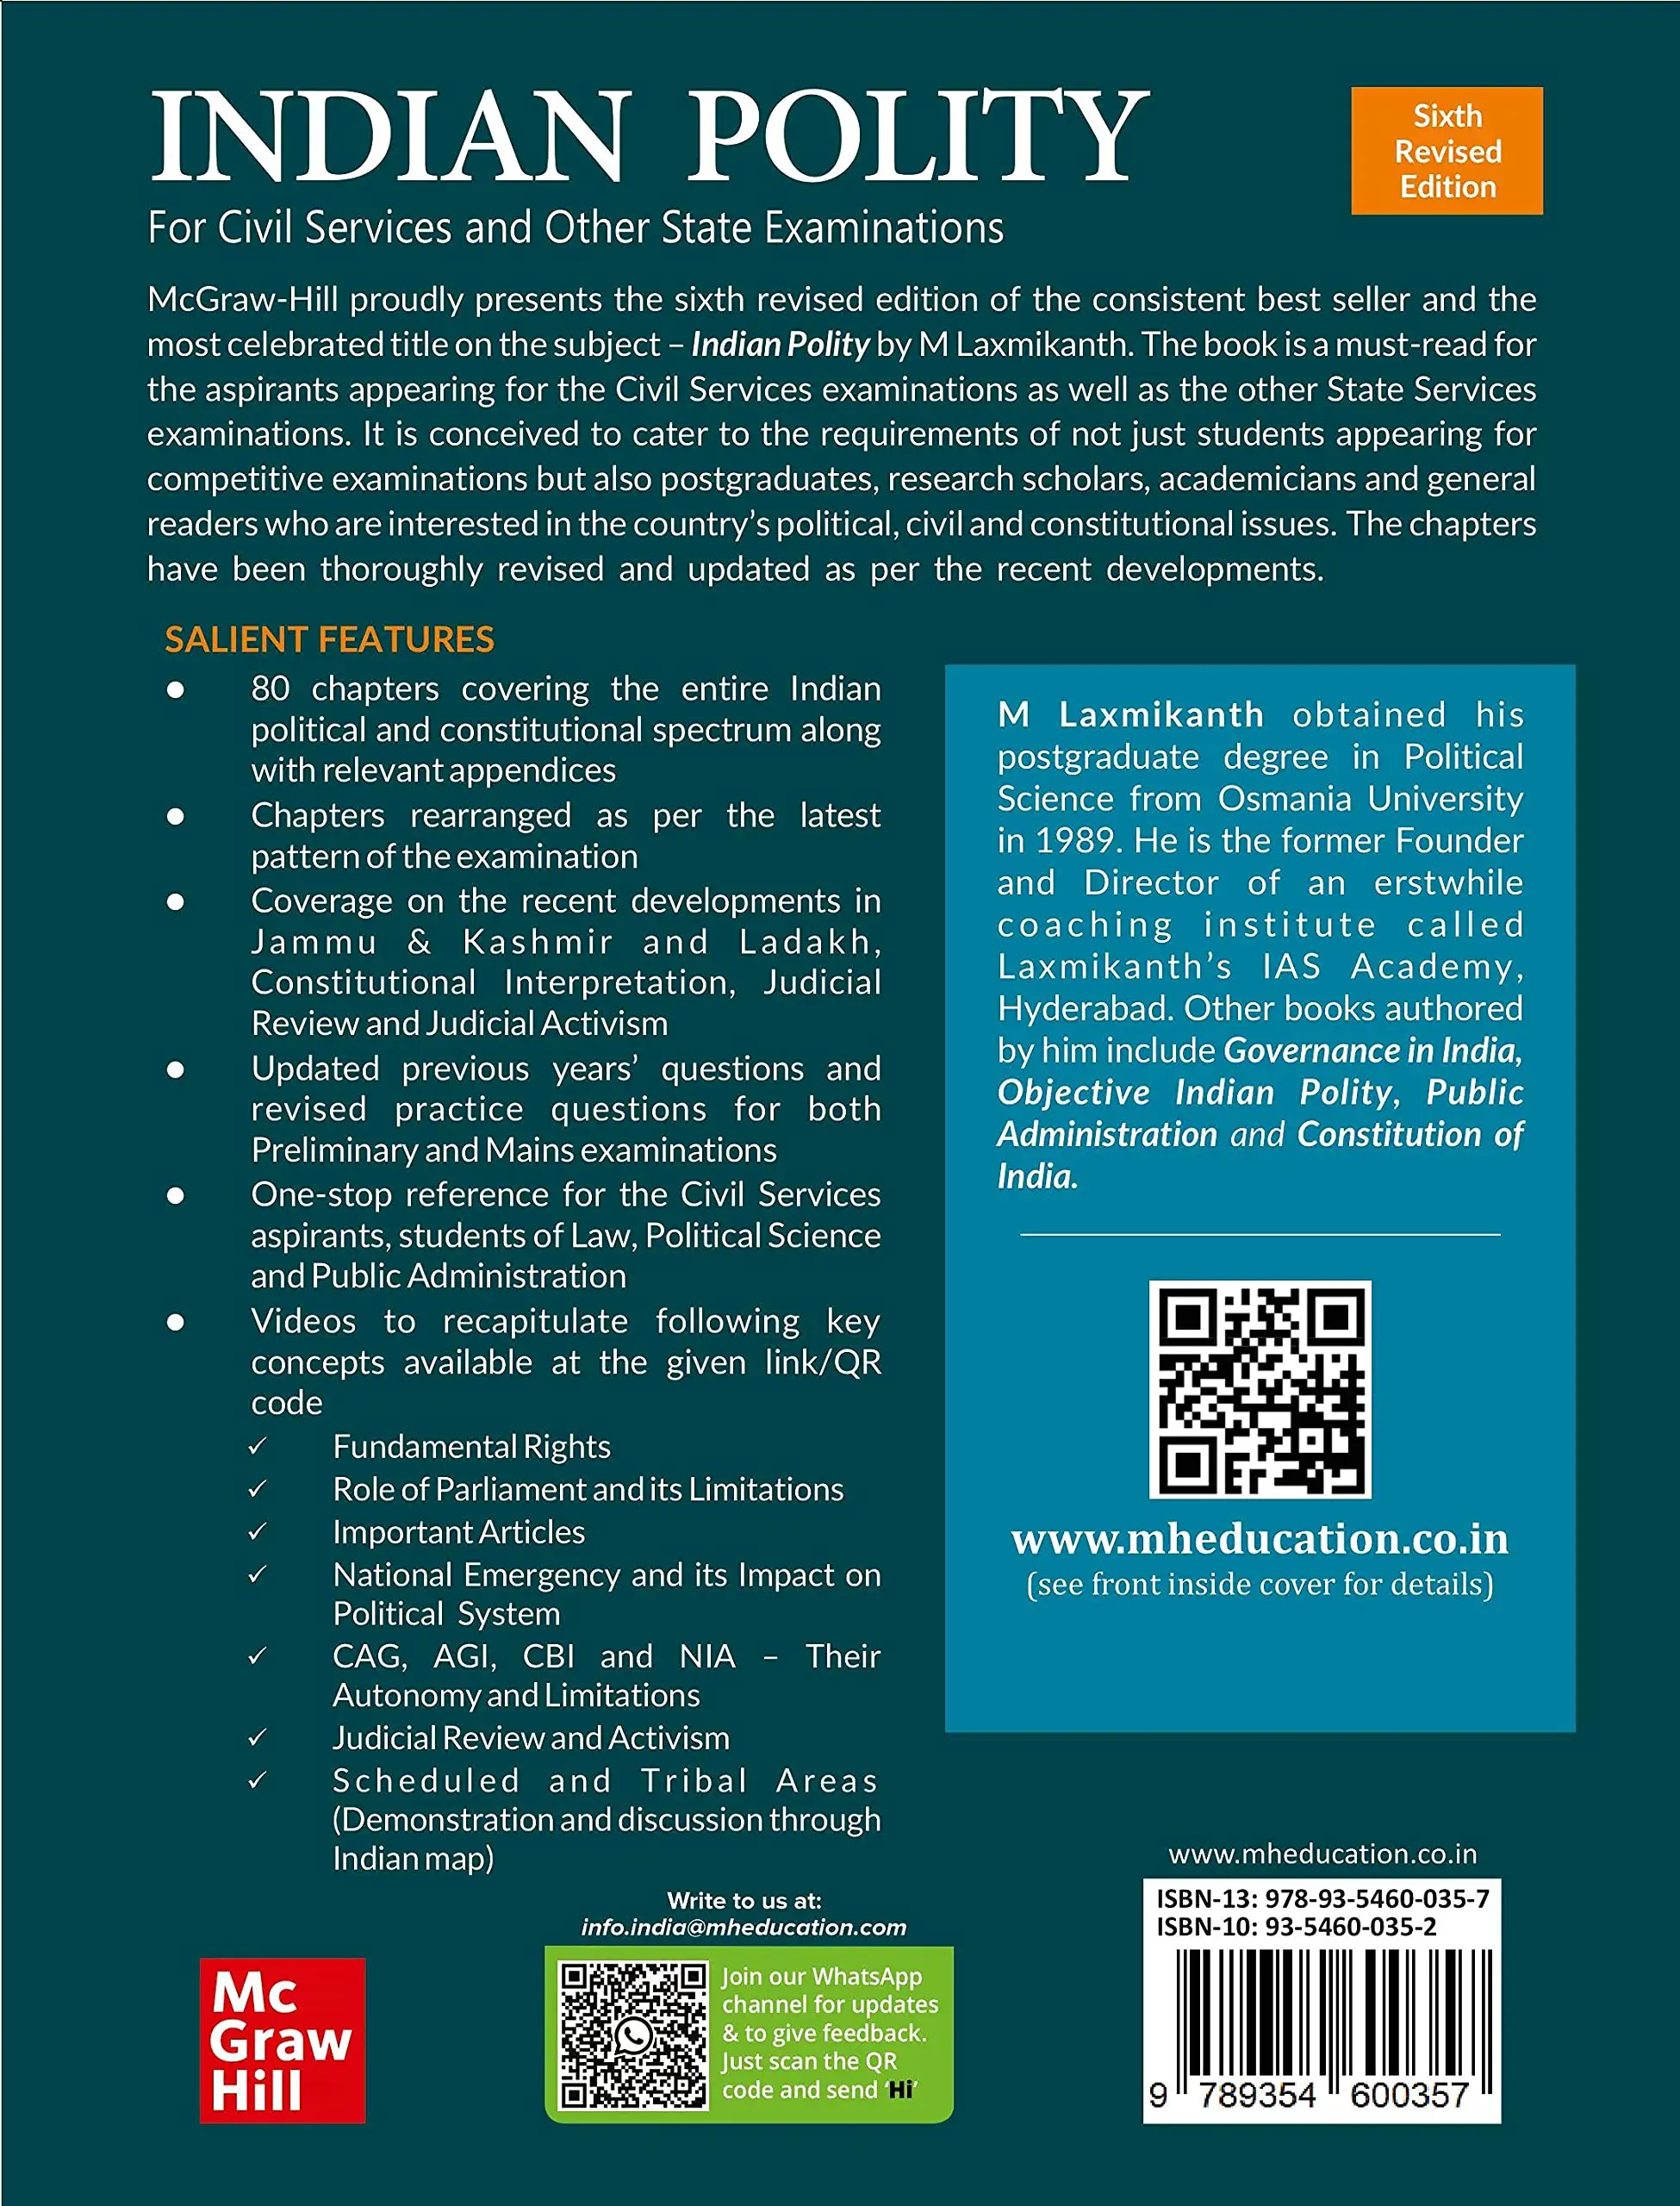 INDIAN POLITY
Sixth
Revised
Edition
For Civil Services and Other State Examinations
McGraw-Hill proudly presents the sixth revised edition of the consistent best seller and the
most celebrated title on the subject – Indian Polity by M Laxmikanth. The book is a must-read for
the aspirants appearing for the Civil Services examinations as well as the other State Services
examinations. It is conceived to cater to the requirements of not just students appearing for
competitive examinations but also postgraduates, research scholars, academicians and general
readers who are interested in the country's political, civil and constitutional issues. The chapters
have been thoroughly revised and updated as per the recent developments.
SALIENT FEATURES
● 80 chapters covering the entire Indian
political and constitutional spectrum along
with relevant appendices
● Chapters rearranged as per the latest
pattern of the examination
● Coverage on the recent developments in
Jammu & Kashmir and Ladakh,
Constitutional Interpretation, Judicial
Review and Judicial Activism
● Updated previous years' questions and
revised practice questions for both
Preliminary and Mains examinations
● One-stop reference for the Civil Services
aspirants, students of Law, Political Science
and Public Administration
● Videos to recapitulate following key
concepts available at the given link/QR
code
✓ Fundamental Rights
✓ Role of Parliament and its Limitations
✓ Important Articles
✓ National Emergency and its Impact on
Political System
✓ CAG, AGI, CBI and NIA – Their
Autonomy and Limitations
✓ Judicial Review and Activism
✓ Scheduled and Tribal Areas
(Demonstration and discussion through
Indian map)
M Laxmikanth obtained his
postgraduate degree in Political
Science from Osmania University
in 1989. He is the former Founder
and Director of an erstwhile
coaching institute called
Laxmikanth's IAS Academy,
Hyderabad. Other books authored
by him include Governance in India,
Objective Indian Polity, Public
Administration and Constitution of
India.
www.mheducation.co.in
(see front inside cover for details)
Mc
Graw
Hill
Write to us at:
info.india@mheducation.com
Join our WhatsApp
channel for updates
& to give feedback.
Just scan the QR
code and send 'Hi'
www.mheducation.co.in
ISBN-13: 978-93-5460-035-7
ISBN-10: 93-5460-035-2
9 789354 600357